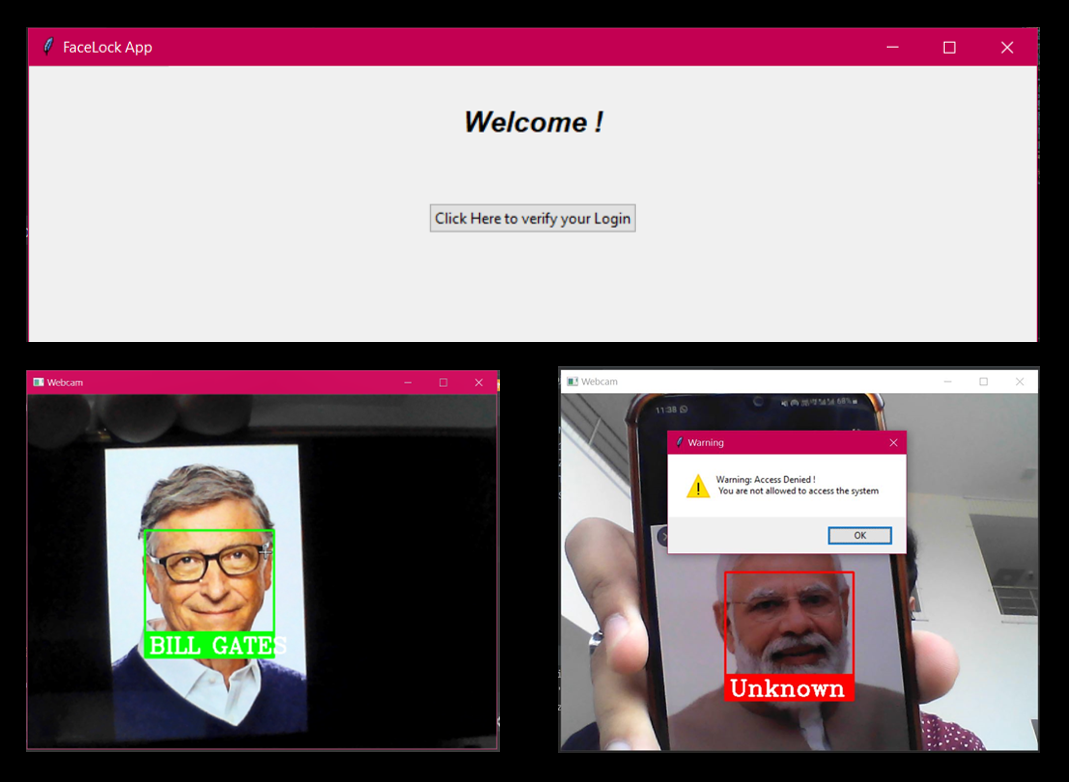 FaceLock App
Welcome !
Click Here to verify your Login
Webcam
BILL GATES
Webcam
11:38
Warning
Warning: Access Denied !
You are not allowed to access the system
OK
Unknown